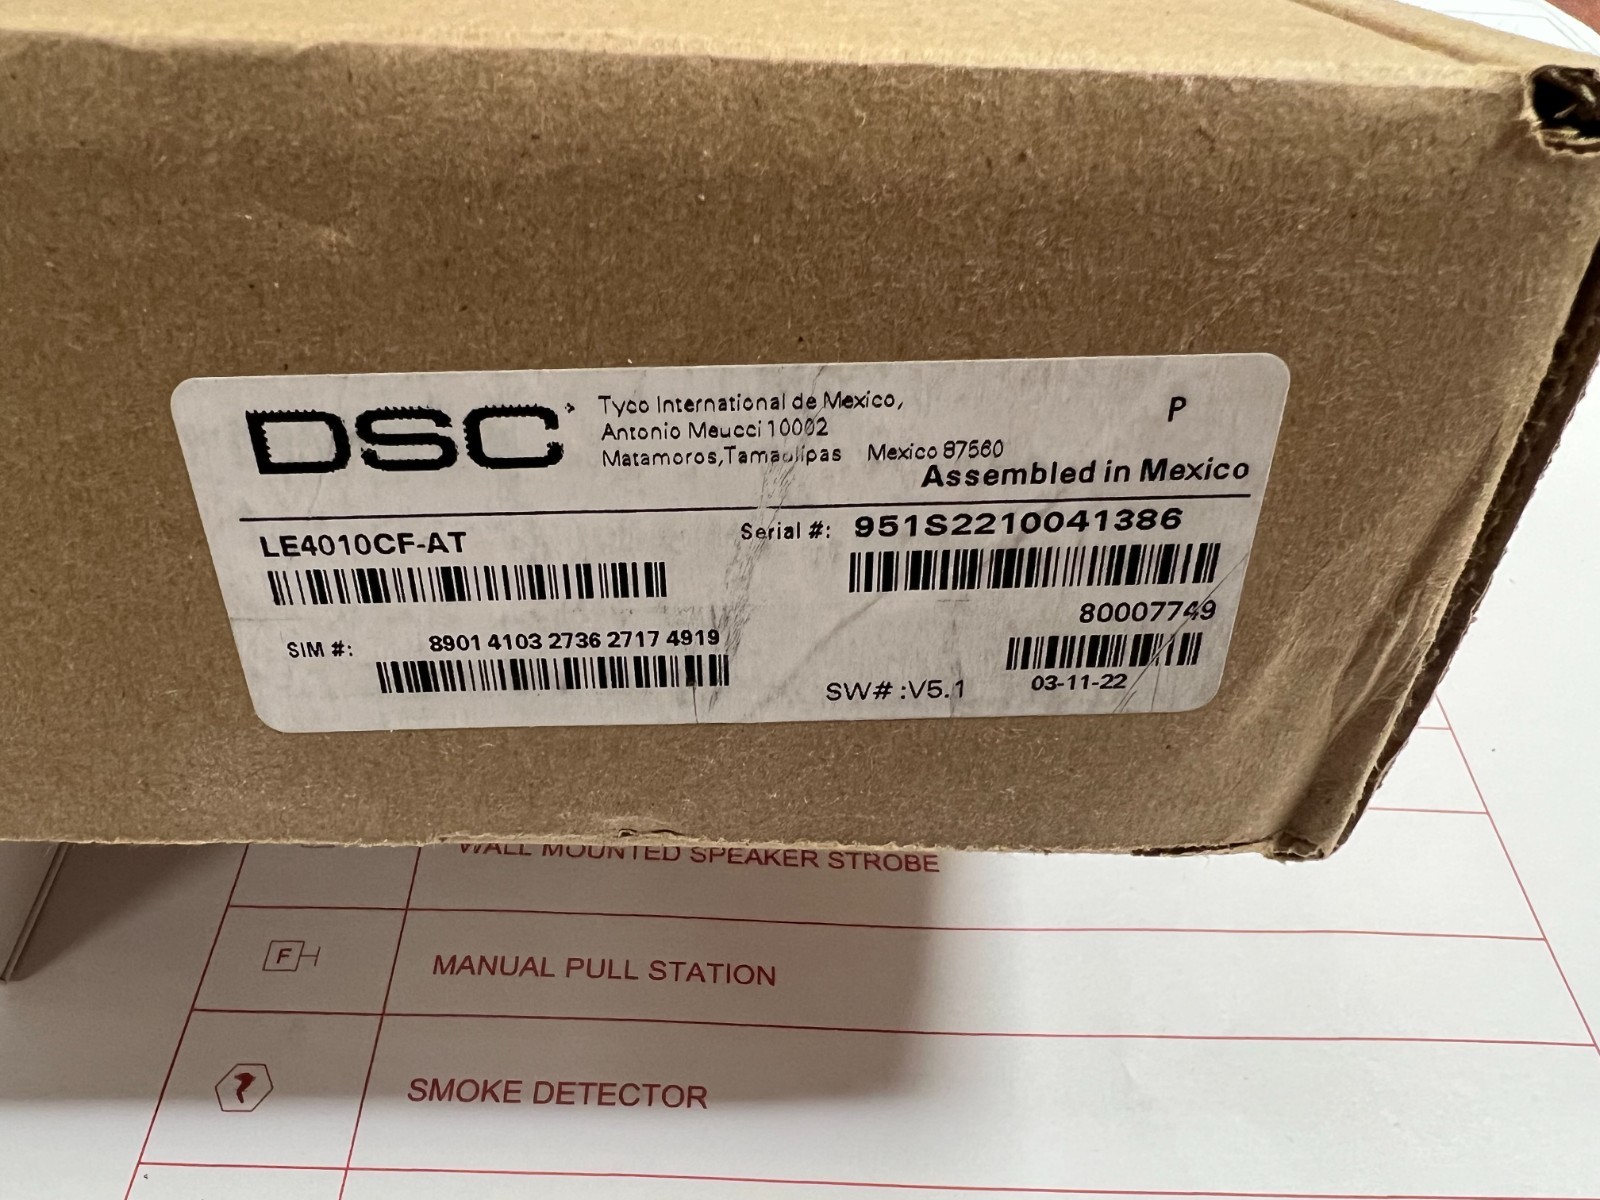 DSC
Tyco International de Mexico,
Antonio Meucci 10002
Matamoros,Tamaulipas Mexico 87560
P
Assembled in Mexico
LE4010CF-AT
Serial #: 951S2210041386
80007749
SIM #: 8901 4103 2736 2717 4919
SW# :V5.1
03-11-22
WALL MOUNTED SPEAKER STROBE
F
MANUAL PULL STATION
SMOKE DETECTOR